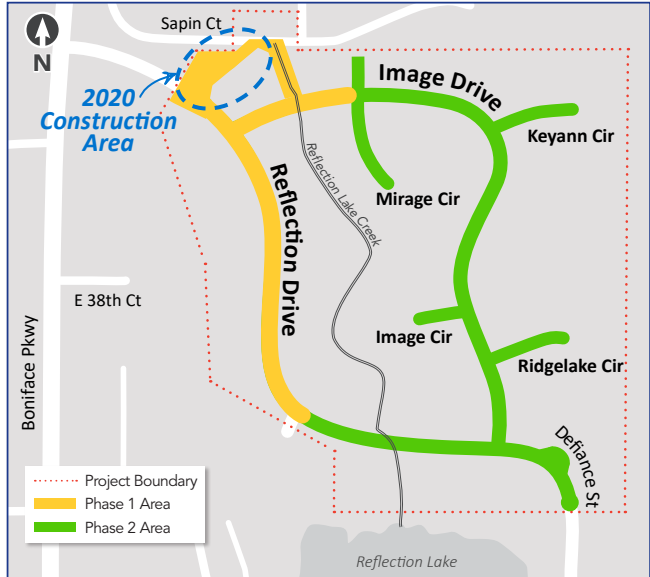 Sapin Ct
N
2020
Construction
Area
Image Drive
Keyann Cir
Mirage Cir
Reflection Lake Creek
Reflection Drive
E 38th Ct
Boniface Pkwy
Image Cir
Ridgelake Cir
Defiance St
Project Boundary
Phase 1 Area
Phase 2 Area
Reflection Lake